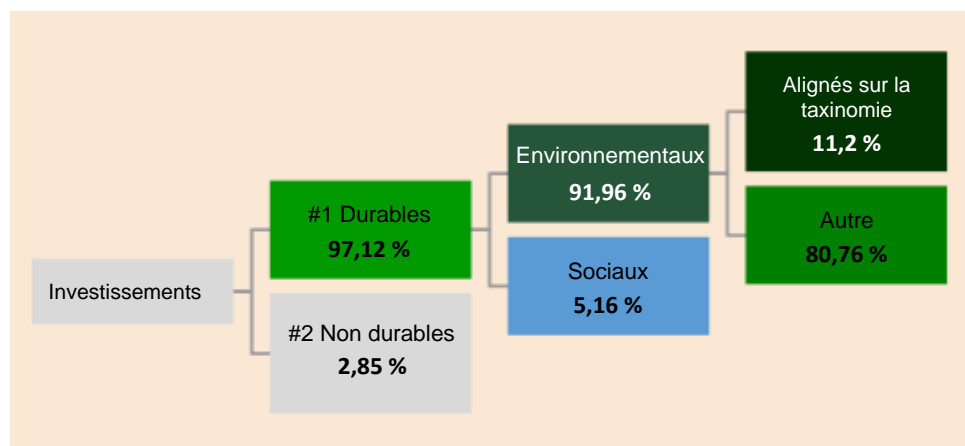 Investissements
#1 Durables
97,12 %
#2 Non durables
2,85 %
Environnementaux
91,96 %
Sociaux
5,16 %
Alignés sur la
taxinomie
11,2 %
Autre
80,76 %